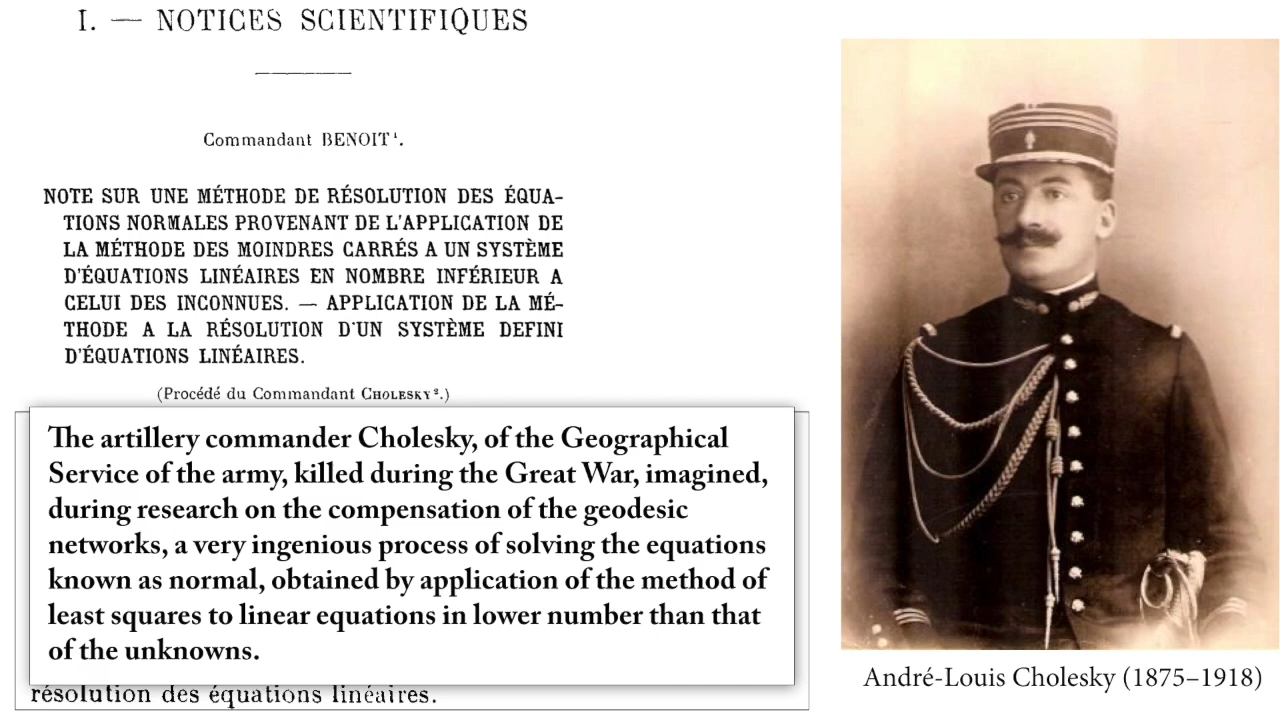 I. — NOTICES SCIENTIFIQUES
Commandant BENOIT¹.
NOTE SUR UNE MÉTHODE DE RÉSOLUTION DES ÉQUA-
TIONS NORMALES PROVENANT DE L'APPLICATION DE
LA MÉTHODE DES MOINDRES CARRÉS A UN SYSTÈME
D'ÉQUATIONS LINÉAIRES EN NOMBRE INFÉRIEUR A
CELUI DES INCONNUES. — APPLICATION DE LA MÉ-
THODE A LA RÉSOLUTION D'UN SYSTÈME DEFINI
D'ÉQUATIONS LINÉAIRES.
(Procédé du Commandant CHOLESKY².)
The artillery commander Cholesky, of the Geographical
Service of the army, killed during the Great War, imagined,
during research on the compensation of the geodesic
networks, a very ingenious process of solving the equations
known as normal, obtained by application of the method of
least squares to linear equations in lower number than that
of the unknowns.
résolution des équations linéaires.
André-Louis Cholesky (1875–1918)